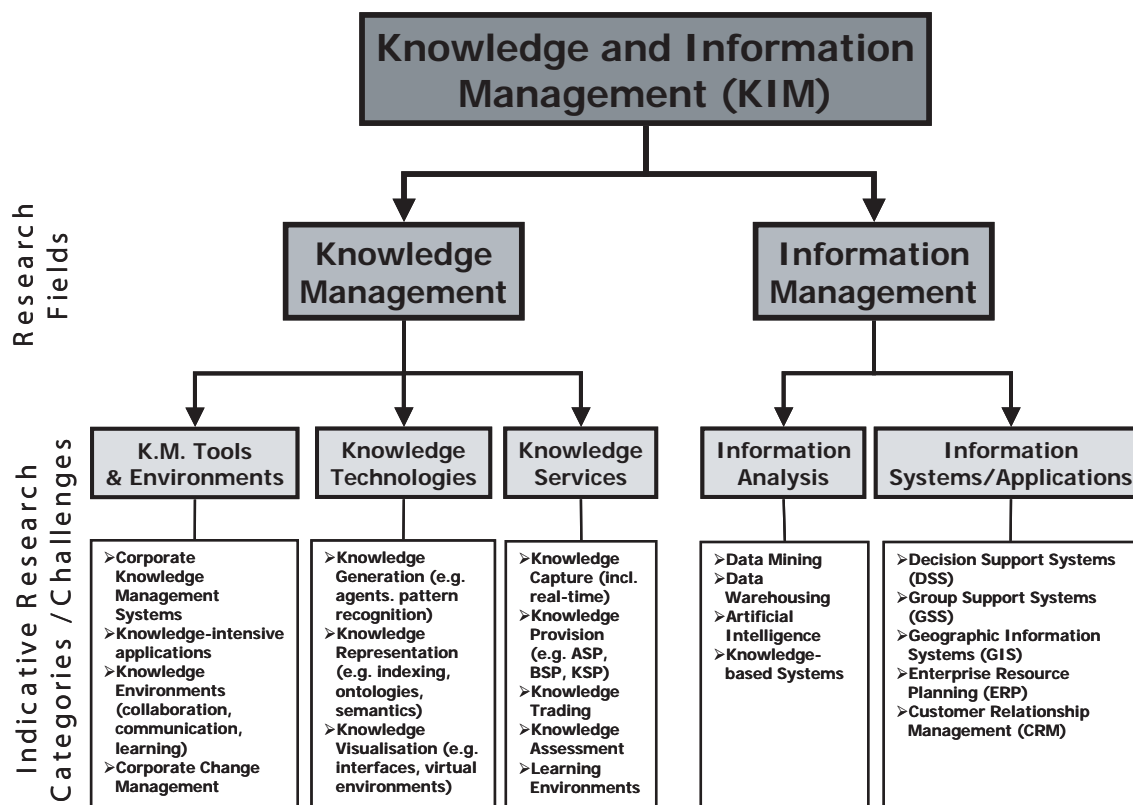 Knowledge and Information
Management (KIM)
Research
Fields
Knowledge
Management
Information
Management
Indicative Research
Categories /Challenges
K.M. Tools
& Environments
Knowledge
Technologies
Knowledge
Services
Information
Analysis
Information
Systems/Applications
➢Corporate
Knowledge
Management
Systems
➢Knowledge-intensive
applications
➢Knowledge
Environments
(collaboration,
communication,
learning)
➢Corporate Change
Management
➢Knowledge
Generation (e.g.
agents. pattern
recognition)
➢Knowledge
Representation
(e.g. indexing,
ontologies,
semantics)
➢Knowledge
Visualisation (e.g.
interfaces, virtual
environments)
➢Knowledge
Capture (incl.
real-time)
➢Knowledge
Provision
(e.g. ASP,
BSP, KSP)
➢Knowledge
Trading
➢Knowledge
Assessment
➢Learning
Environments
➢Data Mining
➢Data
Warehousing
➢Artificial
Intelligence
➢Knowledge-
based Systems
➢Decision Support Systems
(DSS)
➢Group Support Systems
(GSS)
➢Geographic Information
Systems (GIS)
➢Enterprise Resource
Planning (ERP)
➢Customer Relationship
Management (CRM)